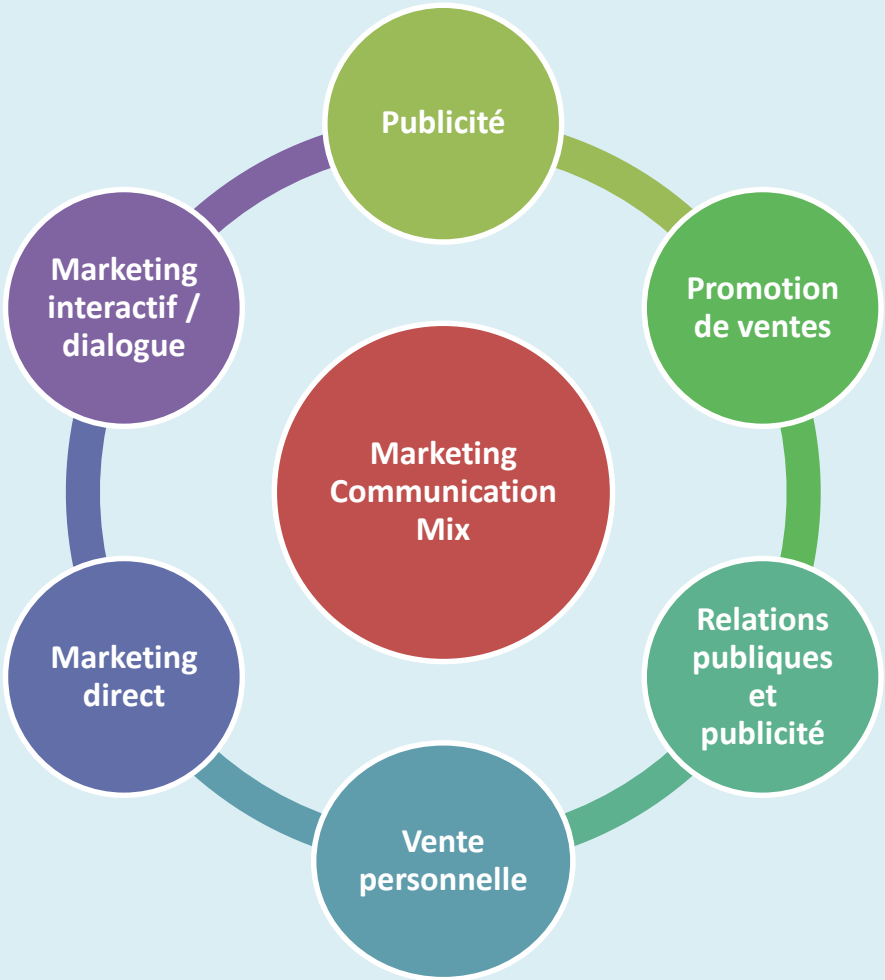 Publicité
Promotion
de ventes
Relations
publiques
et
publicité
Vente
personnelle
Marketing
direct
Marketing
interactif /
dialogue
Marketing
Communication
Mix